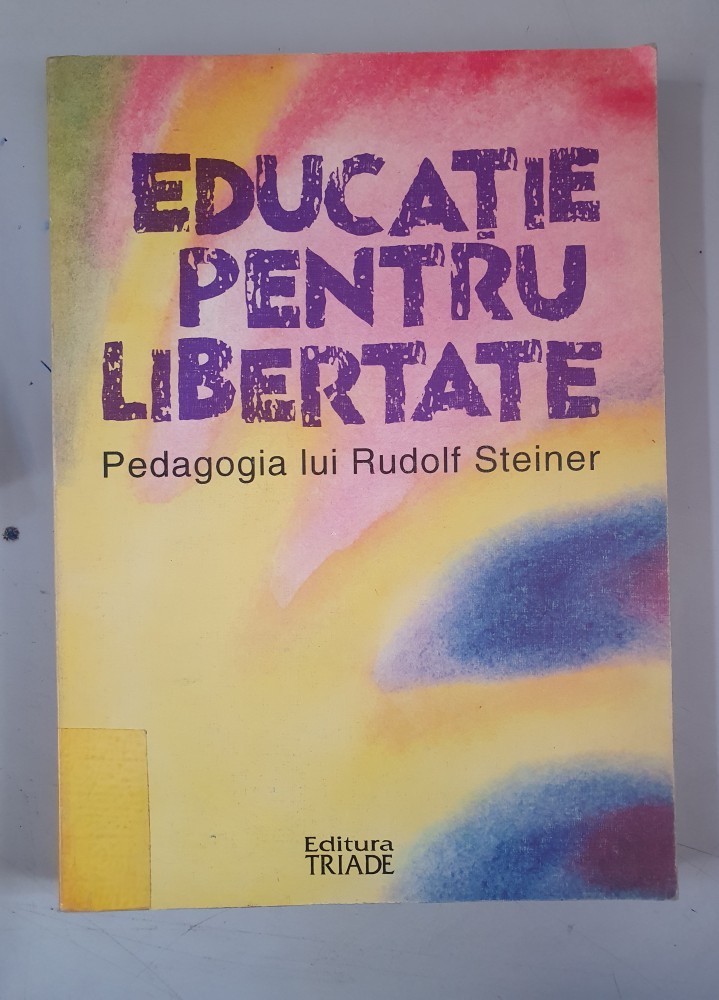 EDUCAȚIE
PENTRU
LIBERTATE
Pedagogia lui Rudolf Steiner
Editura
TRIADE